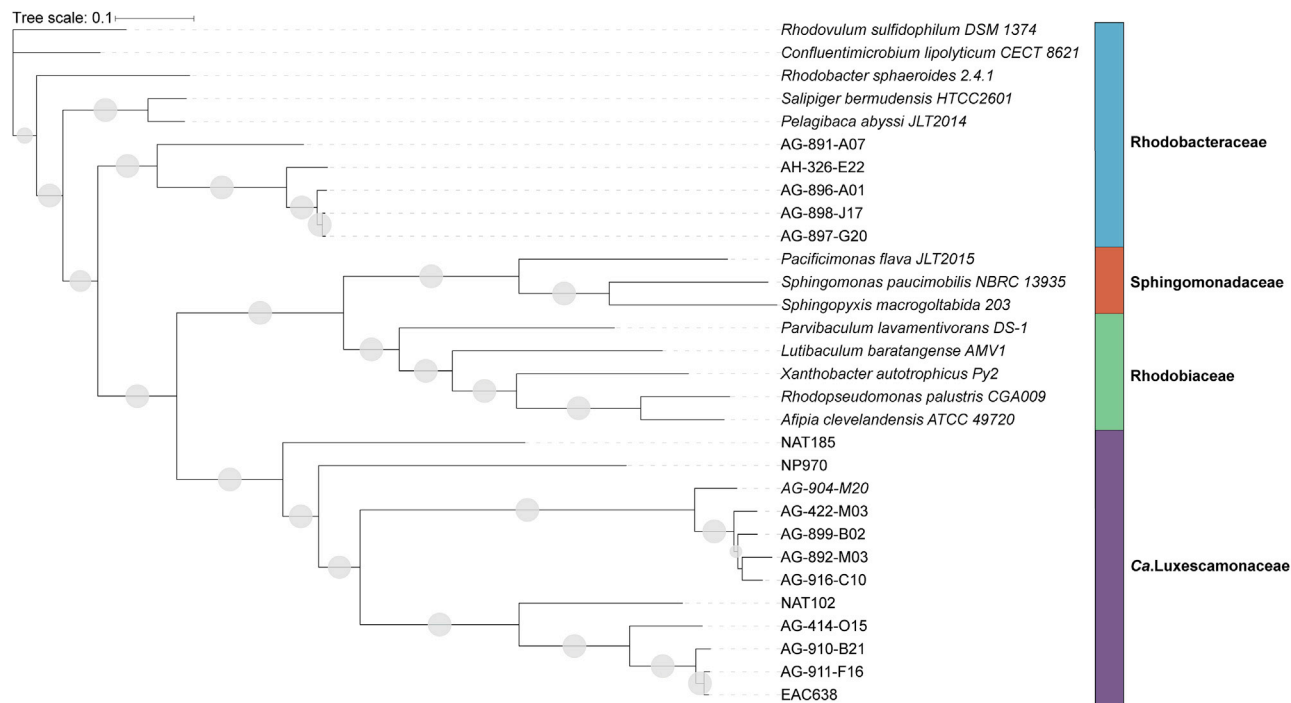 Tree scale: 0.1
Rhodovulum sulfidophilum DSM 1374
Confluentimicrobium lipolyticum CECT 8621
Rhodobacter sphaeroides 2.4.1
Salipiger bermudensis HTCC2601
Pelagibaca abyssi JLT2014
AG-891-A07
AH-326-E22
AG-896-A01
AG-898-J17
AG-897-G20
Rhodobacteraceae
Pacificimonas flava JLT2015
Sphingomonas paucimobilis NBRC 13935
Sphingopyxis macrogoltabida 203
Sphingomonadaceae
Parvibaculum lavamentivorans DS-1
Lutibaculum baratangense AMV1
Xanthobacter autotrophicus Py2
Rhodopseudomonas palustris CGA009
Afipia clevelandensis ATCC 49720
Rhodobiaceae
NAT185
NP970
AG-904-M20
AG-422-M03
AG-899-B02
AG-892-M03
AG-916-C10
NAT102
AG-414-O15
AG-910-B21
AG-911-F16
EAC638
Ca.Luxescamonaceae